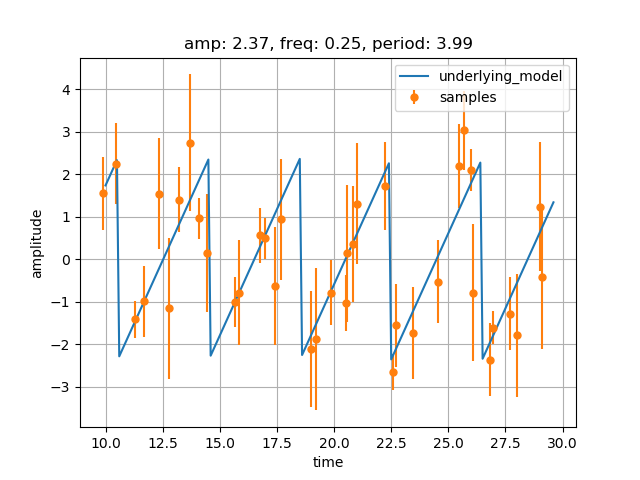 amp: 2.37, freq: 0.25, period: 3.99
underlying_model
samples
amplitude
4
3
2
1
0
−1
−2
−3
10.0 12.5 15.0 17.5 20.0 22.5 25.0 27.5 30.0
time